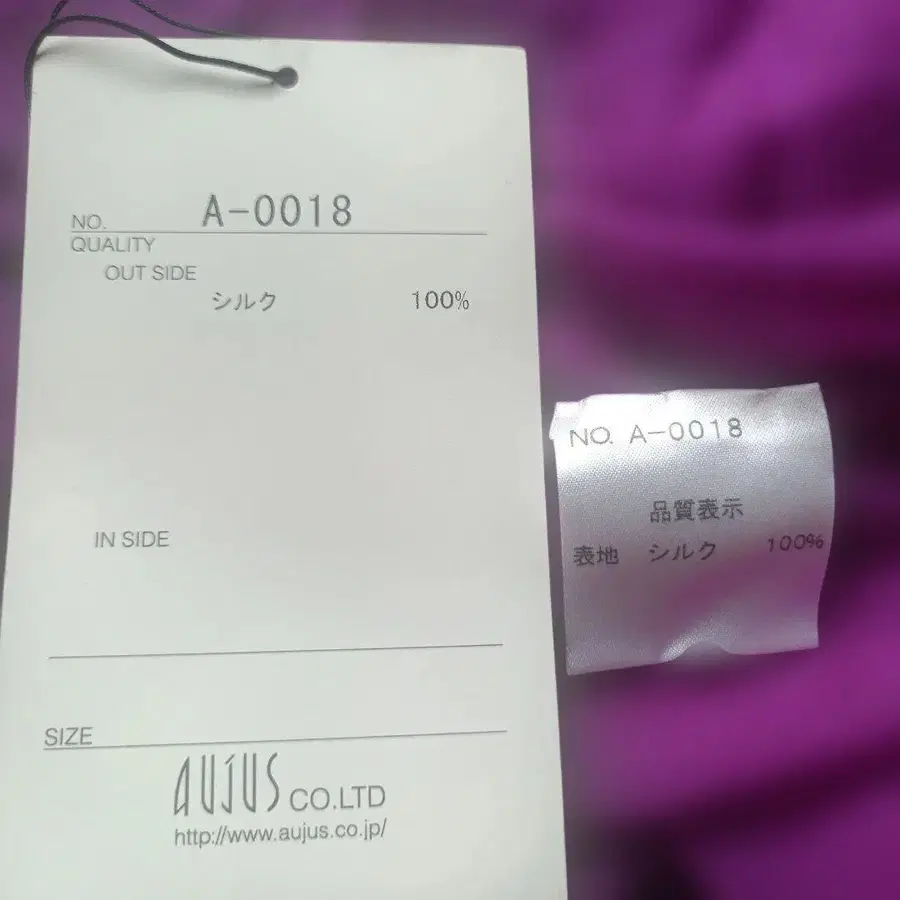 NO. A-0018
QUALITY
OUT SIDE
シルク 100%
IN SIDE
SIZE
aujus CO.LTD
http://www.aujus.co.jp/
NO. A-0018
品質表示
表地 シルク 100%